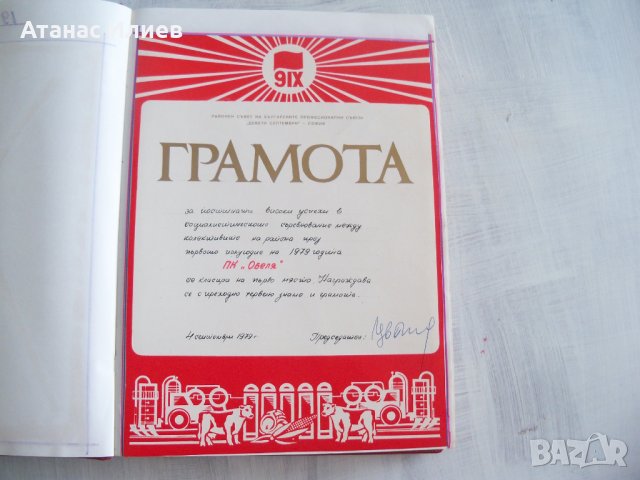 Атанас Илиев
9IX
РАЙОНЕН СЪВЕТ НА БЪЛГАРСКИТЕ ПРОФЕСИОНАЛНИ СЪЮЗИ
„ДЕВЕТИ СЕПТЕМВРИ" – СОФИЯ
ГРАМОТА
за постигнати високи успехи в
социалистическото съревнование между
колективите на района през
първото полугодие на 1979 година
ПК „Овеля"
се класира на първо място. Награждава
се с преходно червено знаме и грамота.
4 септември 1979 г.
Председател:
BAZAR